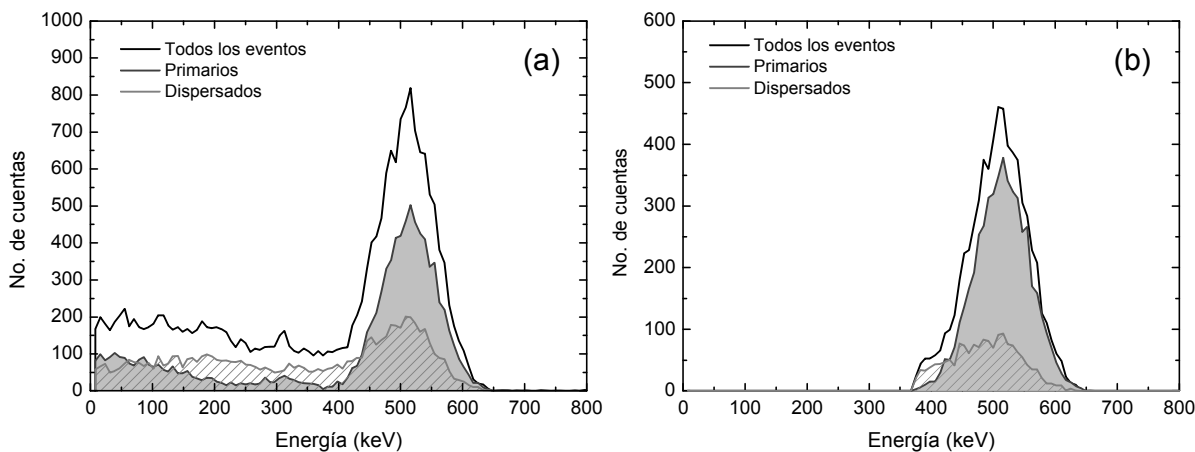 1000
900
800
700
600
500
400
300
200
100
0
No. de cuentas
Todos los eventos
Primarios
Dispersados
(a)
0 100 200 300 400 500 600 700 800
Energía (keV)
600
500
400
300
200
100
0
No. de cuentas
Todos los eventos
Primarios
Dispersados
(b)
0 100 200 300 400 500 600 700 800
Energía (keV)